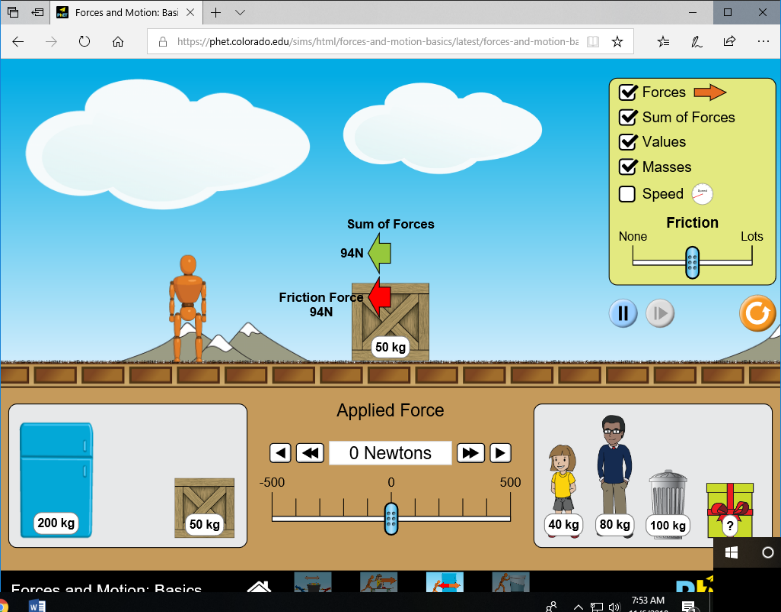 Forces and Motion: Basi
https://phet.colorado.edu/sims/html/forces-and-motion-basics/latest/forces-and-motion-ba
Forces
Sum of Forces
Values
Masses
Speed
Friction
None Lots
Sum of Forces
94N
Friction Force
94N
50 kg
Applied Force
0 Newtons
-500 0 500
200 kg
50 kg
40 kg
80 kg
100 kg
?
Forces and Motion: Basics
7:53 AM